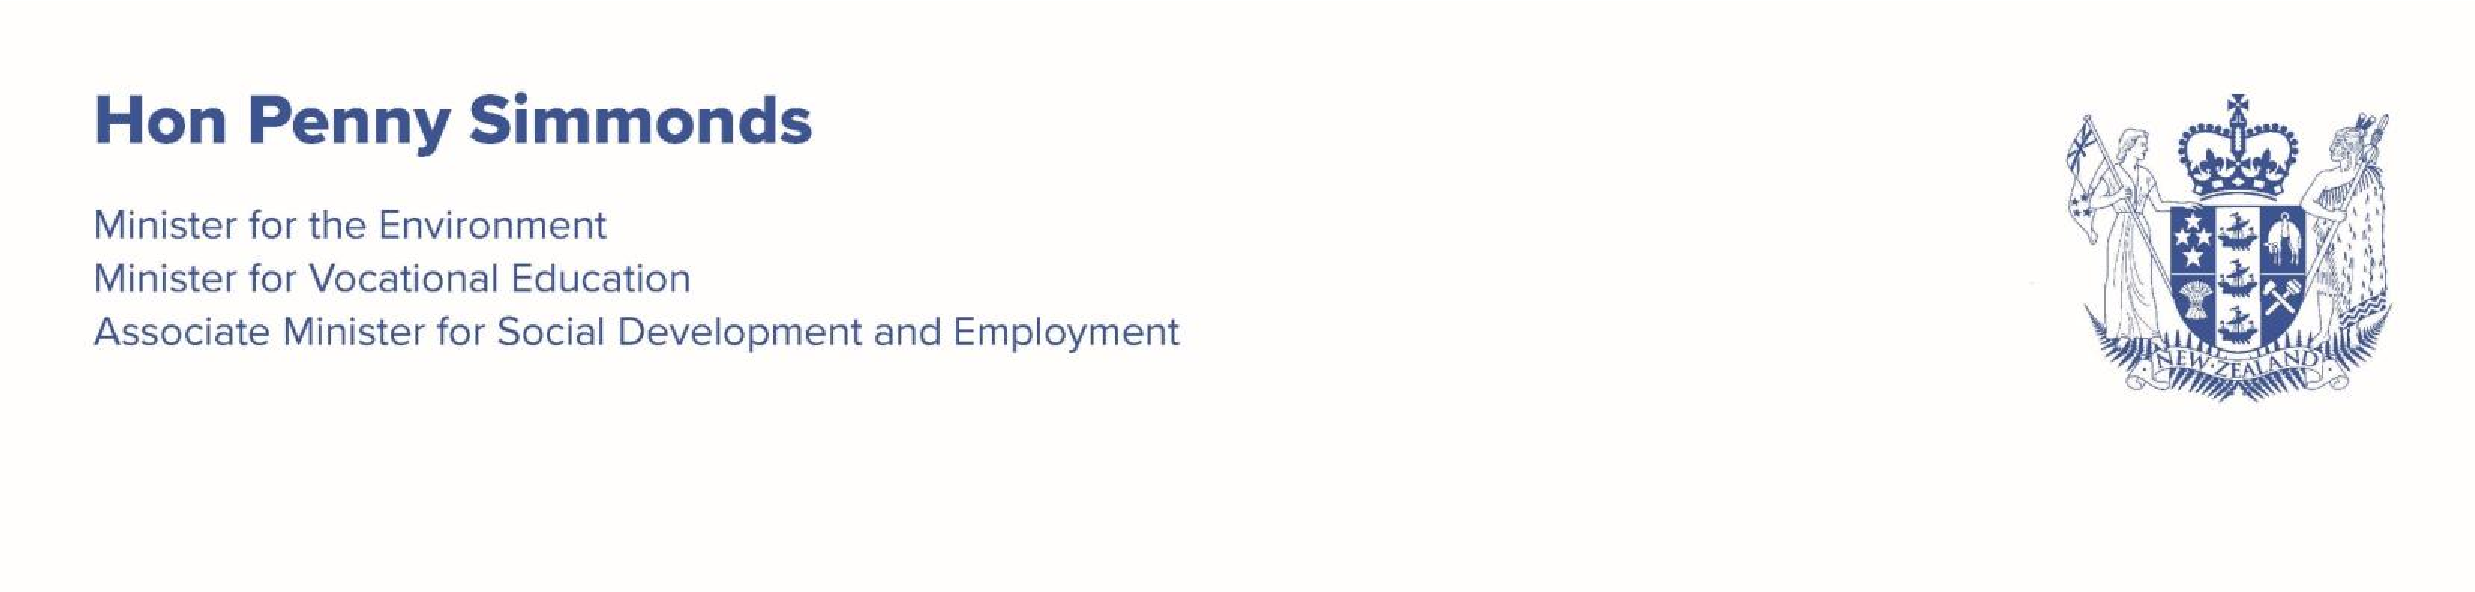 Hon Penny Simmonds
Minister for the Environment
Minister for Vocational Education
Associate Minister for Social Development and Employment
NEW·ZEALAND